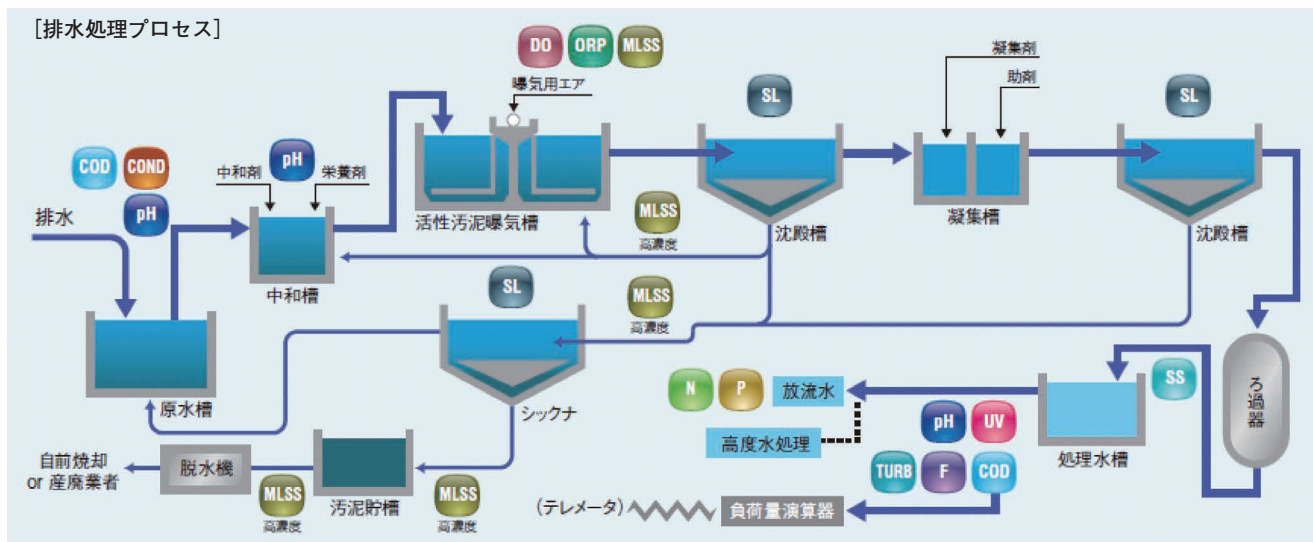 [排水処理プロセス]
DO ORP MLSS
曝気用エア
凝集剤
助剤
SL
SL
COD COND
pH
排水
中和剤
pH
栄養剤
活性汚泥曝気槽
MLSS
高濃度
沈殿槽
凝集槽
沈殿槽
中和槽
SL
MLSS
高濃度
原水槽
シックナ
N P 放流水
SS
ろ過器
高度水処理
pH UV
処理水槽
自前焼却
or 産廃業者
脱水機
MLSS
高濃度
汚泥貯槽
MLSS
高濃度
TURB F COD
(テレメータ)
負荷量演算器